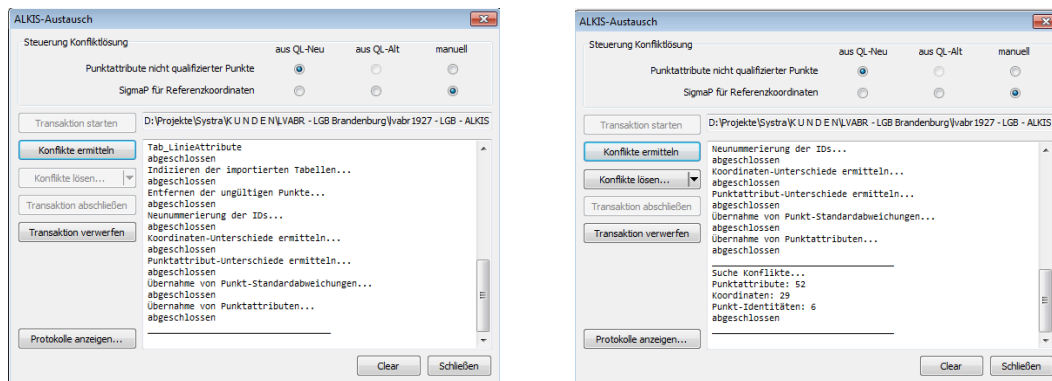 ALKIS-Austausch
Steuerung Konfliktlösung
aus QL-Neu aus QL-Alt manuell
Punktattribute nicht qualifizierter Punkte
SigmaP für Referenzkoordinaten
Transaktion starten
D:\Projekte\Systra\K U N D E N\LVABR - LGB Brandenburg\lvabr1927 - LGB - ALKIS
Konflikte ermitteln
Konflikte lösen...
Transaktion abschließen
Transaktion verwerfen
Protokolle anzeigen...
Tab_LinieAttribute
abgeschlossen
Indizieren der importierten Tabellen...
abgeschlossen
Entfernen der ungültigen Punkte...
abgeschlossen
Neunummerierung der IDs...
abgeschlossen
Koordinaten-Unterschiede ermitteln...
abgeschlossen
Punktattribut-Unterschiede ermitteln...
abgeschlossen
Übernahme von Punkt-Standardabweichungen...
abgeschlossen
Übernahme von Punktattributen...
abgeschlossen
Clear Schließen
ALKIS-Austausch
Steuerung Konfliktlösung
aus QL-Neu aus QL-Alt manuell
Punktattribute nicht qualifizierter Punkte
SigmaP für Referenzkoordinaten
Transaktion starten
D:\Projekte\Systra\K U N D E N\LVABR - LGB Brandenburg\lvabr1927 - LGB - ALKIS
Konflikte ermitteln
Konflikte lösen...
Transaktion abschließen
Transaktion verwerfen
Protokolle anzeigen...
Neunummerierung der IDs...
abgeschlossen
Koordinaten-Unterschiede ermitteln...
abgeschlossen
Punktattribut-Unterschiede ermitteln...
abgeschlossen
Übernahme von Punkt-Standardabweichungen...
abgeschlossen
Übernahme von Punktattributen...
abgeschlossen
Suche Konflikte...
Punktattribute: 52
Koordinaten: 29
Punkt-Identitäten: 6
abgeschlossen
Clear Schließen